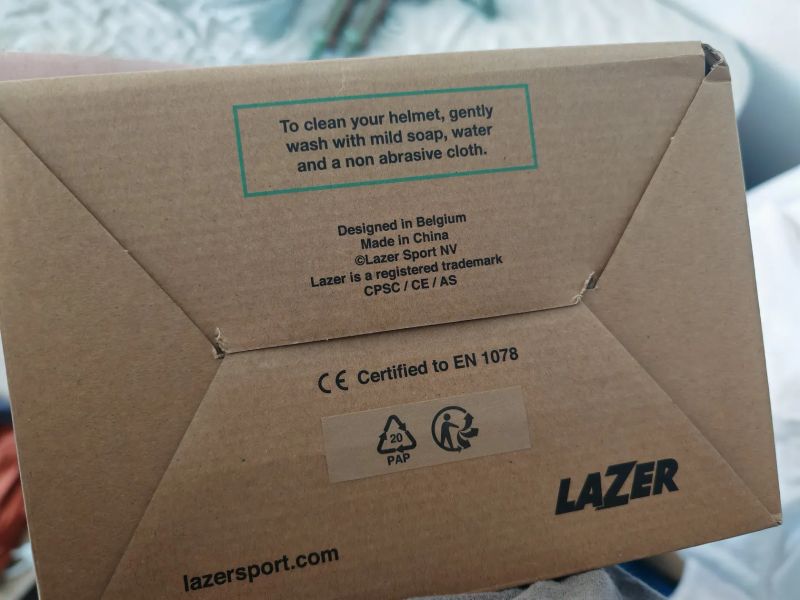 To clean your helmet, gently
wash with mild soap, water
and a non abrasive cloth.
Designed in Belgium
Made in China
©Lazer Sport NV
Lazer is a registered trademark
CPSC / CE / AS
CE Certified to EN 1078
20
PAP
LAZER
lazersport.com